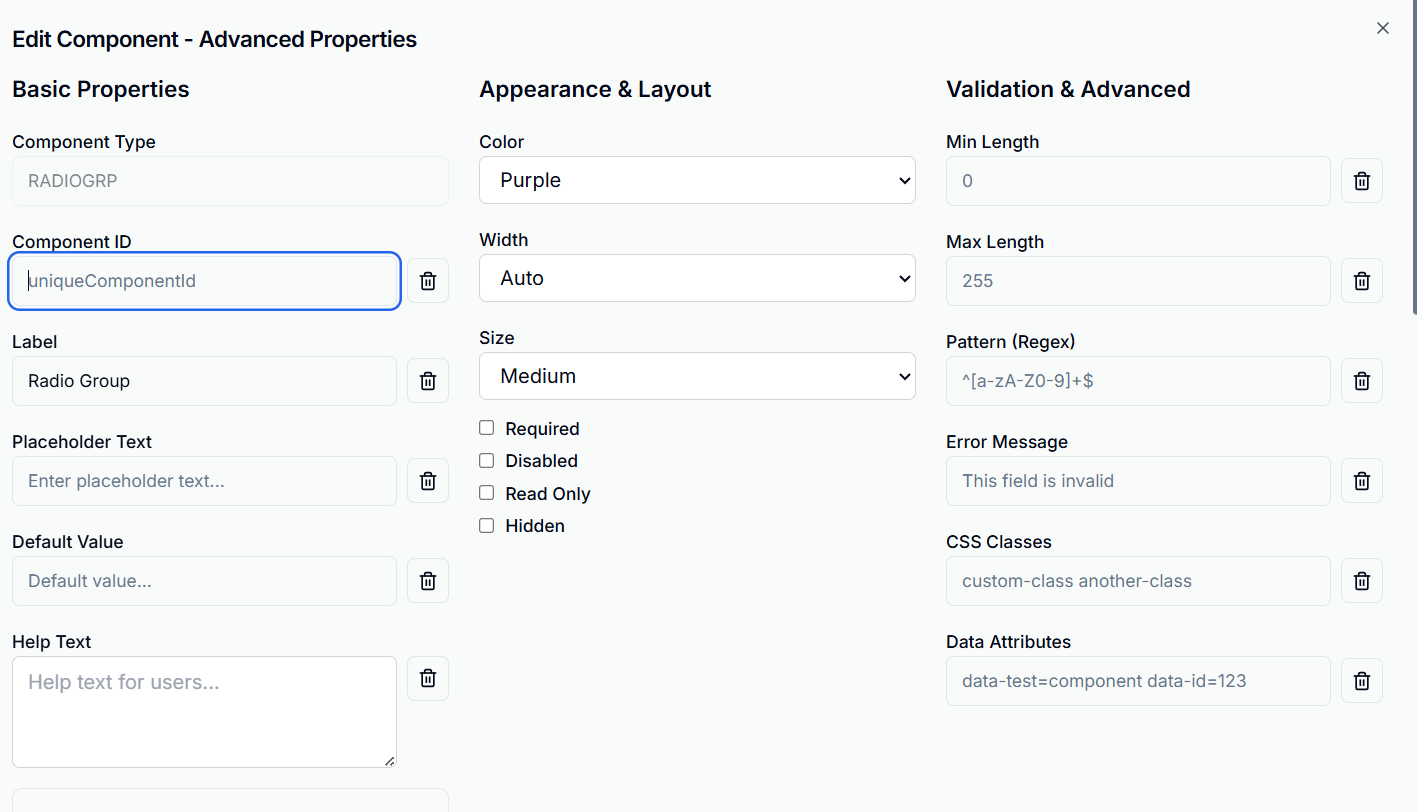 Edit Component - Advanced Properties
Basic Properties
Component Type
RADIOGRP
Component ID
uniqueComponentId
Label
Radio Group
Placeholder Text
Enter placeholder text...
Default Value
Default value...
Help Text
Help text for users...
Appearance & Layout
Color
Purple
Width
Auto
Size
Medium
Required
Disabled
Read Only
Hidden
Validation & Advanced
Min Length
0
Max Length
255
Pattern (Regex)
^[a-zA-Z0-9]+$
Error Message
This field is invalid
CSS Classes
custom-class another-class
Data Attributes
data-test=component data-id=123